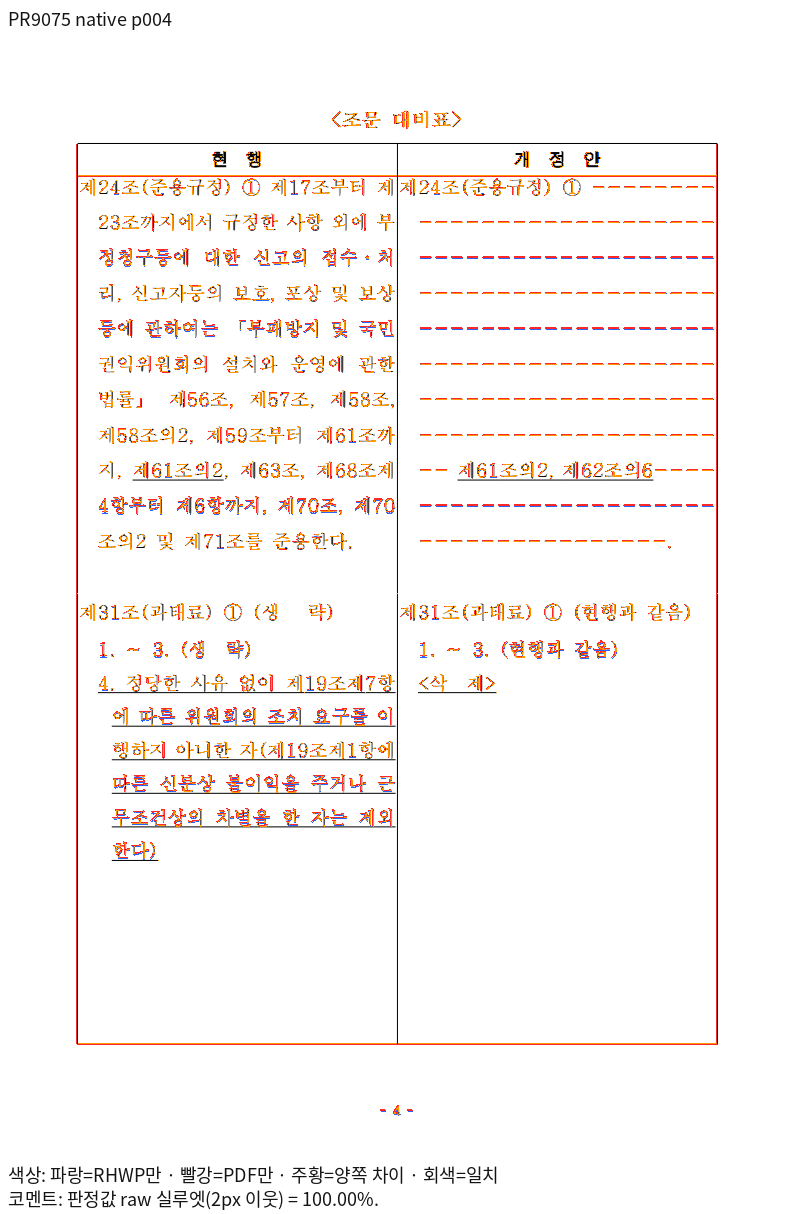 PR9075 native p004
<조문 대비표>
현 행
개 정 안
제24조(준용규정) ① 제17조부터 제
23조까지에서 규정한 사항 외에 부
정청구등에 대한 신고의 접수·처
리, 신고자등의 보호, 포상 및 보상
등에 관하여는 「부패방지 및 국민
권익위원회의 설치와 운영에 관한
법률」 제56조, 제57조, 제58조,
제58조의2, 제59조부터 제61조까
지, 제61조의2, 제63조, 제68조제
4항부터 제6항까지, 제70조, 제70
조의2 및 제71조를 준용한다.
제24조(준용규정) ① --------
-----------------
-----------------
-----------------
-----------------
-----------------
-----------------
-----------------
-- 제61조의2, 제62조의6----
-----------------
--------------.
제31조(과태료) ① (생 략)
1. ~ 3. (생 략)
4. 정당한 사유 없이 제19조제7항
에 따른 위원회의 조치 요구를 이
행하지 아니한 자(제19조제1항에
따른 신분상 불이익을 주거나 근
무조건상의 차별을 한 자는 제외
한다)
제31조(과태료) ① (현행과 같음)
1. ~ 3. (현행과 같음)
<삭 제>
- 4 -
색상: 파랑=RHWP만 · 빨강=PDF만 · 주황=양쪽 차이 · 회색=일치
코멘트: 판정값 raw 실루엣(2px 이웃) = 100.00%.